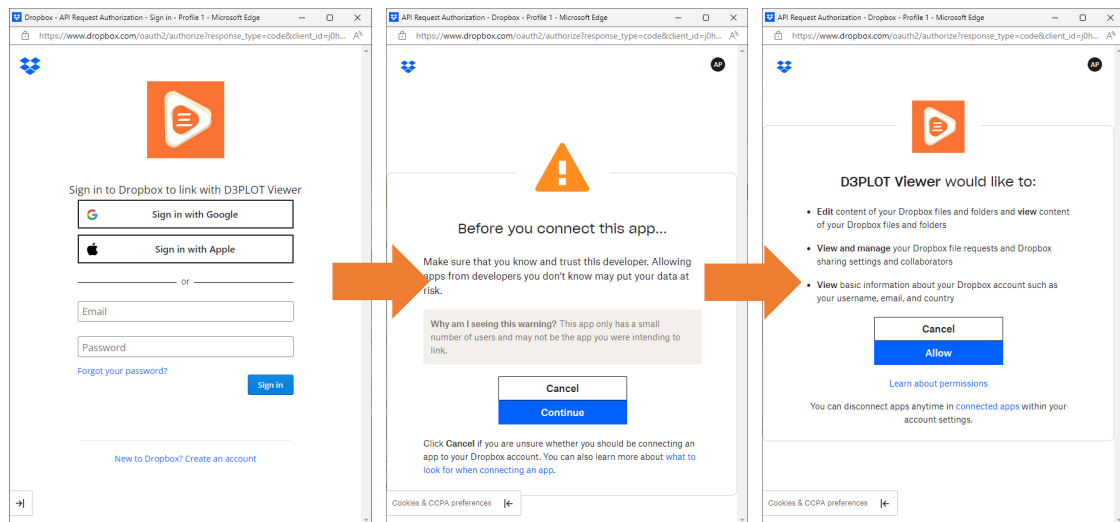 Dropbox - API Request Authorization - Sign in - Profile 1 - Microsoft Edge
https://www.dropbox.com/oauth2/authorize?response_type=code&client_id=j0h...
Sign in to Dropbox to link with D3PLOT Viewer
Sign in with Google
Sign in with Apple
or
Email
Password
Forgot your password?
Sign in
New to Dropbox? Create an account
API Request Authorization - Dropbox - Profile 1 - Microsoft Edge
https://www.dropbox.com/oauth2/authorize?response_type=code&client_id=j0h...
AP
Before you connect this app...
Make sure that you know and trust this developer. Allowing
apps from developers you don't know may put your data at
risk.
Why am I seeing this warning? This app only has a small
number of users and may not be the app you were intending to
link.
Cancel
Continue
Click Cancel if you are unsure whether you should be connecting an
app to your Dropbox account. You can also learn more about what to
look for when connecting an app.
Cookies & CCPA preferences
API Request Authorization - Dropbox - Profile 1 - Microsoft Edge
https://www.dropbox.com/oauth2/authorize?response_type=code&client_id=j0h...
AP
D3PLOT Viewer would like to:
• Edit content of your Dropbox files and folders and view content
of your Dropbox files and folders
• View and manage your Dropbox file requests and Dropbox
sharing settings and collaborators
• View basic information about your Dropbox account such as
your username, email, and country
Cancel
Allow
Learn about permissions
You can disconnect apps anytime in connected apps within your
account settings.
Cookies & CCPA preferences